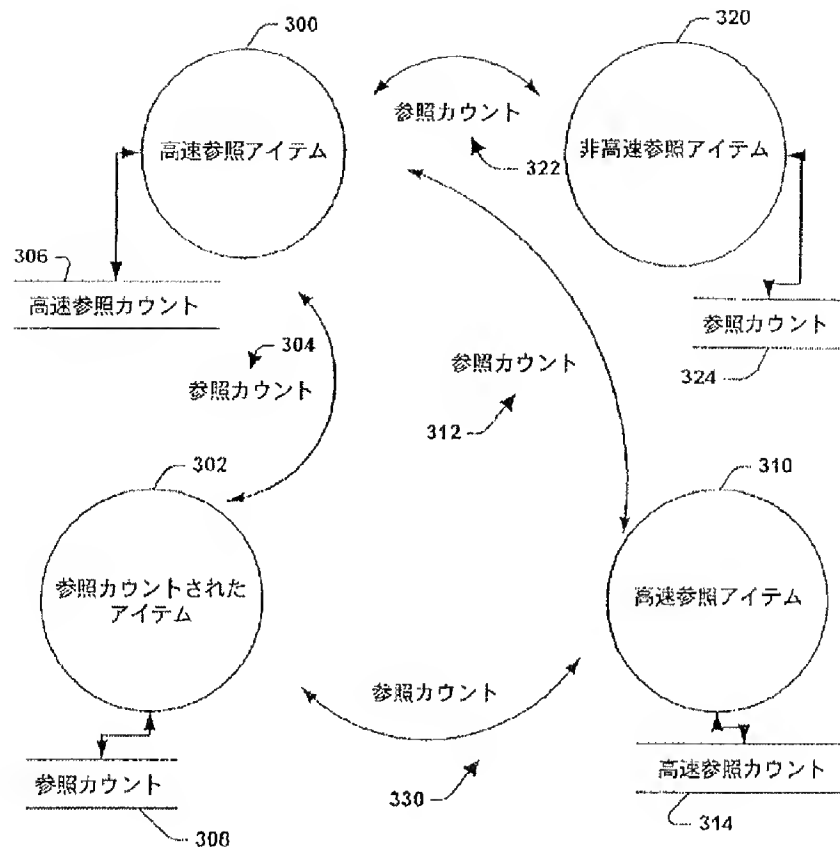 300
320
高速参照アイテム
参照カウント
322
非高速参照アイテム
306
高速参照カウント
参照カウント
324
304
参照カウント
参照カウント
312
302
310
参照カウントされた
アイテム
高速参照アイテム
参照カウント
330
参照カウント
308
高速参照カウント
314